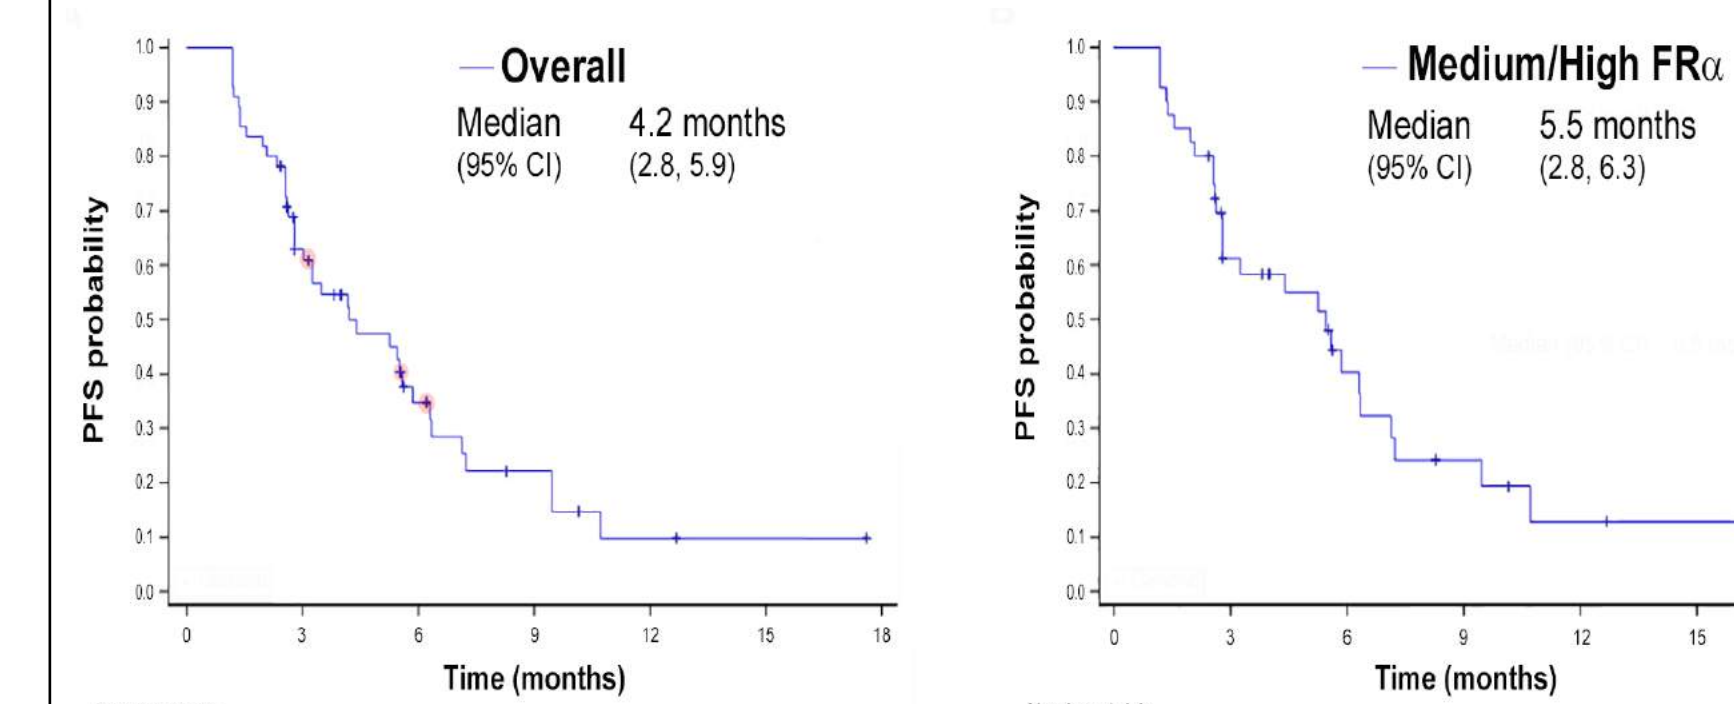 Overall
Median 4.2 months
(95% CI) (2.8, 5.9)
PFS probability
1.0
0.9
0.8
0.7
0.6
0.5
0.4
0.3
0.2
0.1
0.0
0 3 6 9 12 15 18
Time (months)
Medium/High FRα
Median 5.5 months
(95% CI) (2.8, 6.3)
PFS probability
1.0
0.9
0.8
0.7
0.6
0.5
0.4
0.3
0.2
0.1
0.0
0 3 6 9 12 15
Time (months)